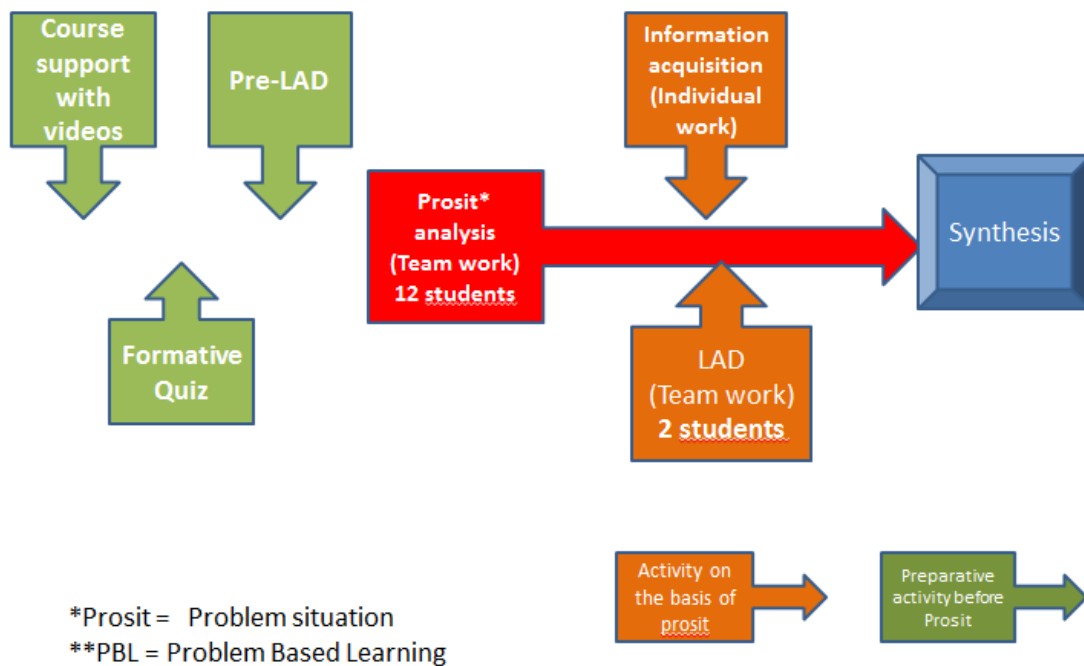 Course
support
with
videos
Pre-LAD
Formative
Quiz
Prosit*
analysis
(Team work)
12 students
Information
acquisition
(Individual
work)
LAD
(Team work)
2 students
Synthesis
Activity on
the basis of
prosit
Preparative
activity before
Prosit
*Prosit = Problem situation
**PBL = Problem Based Learning